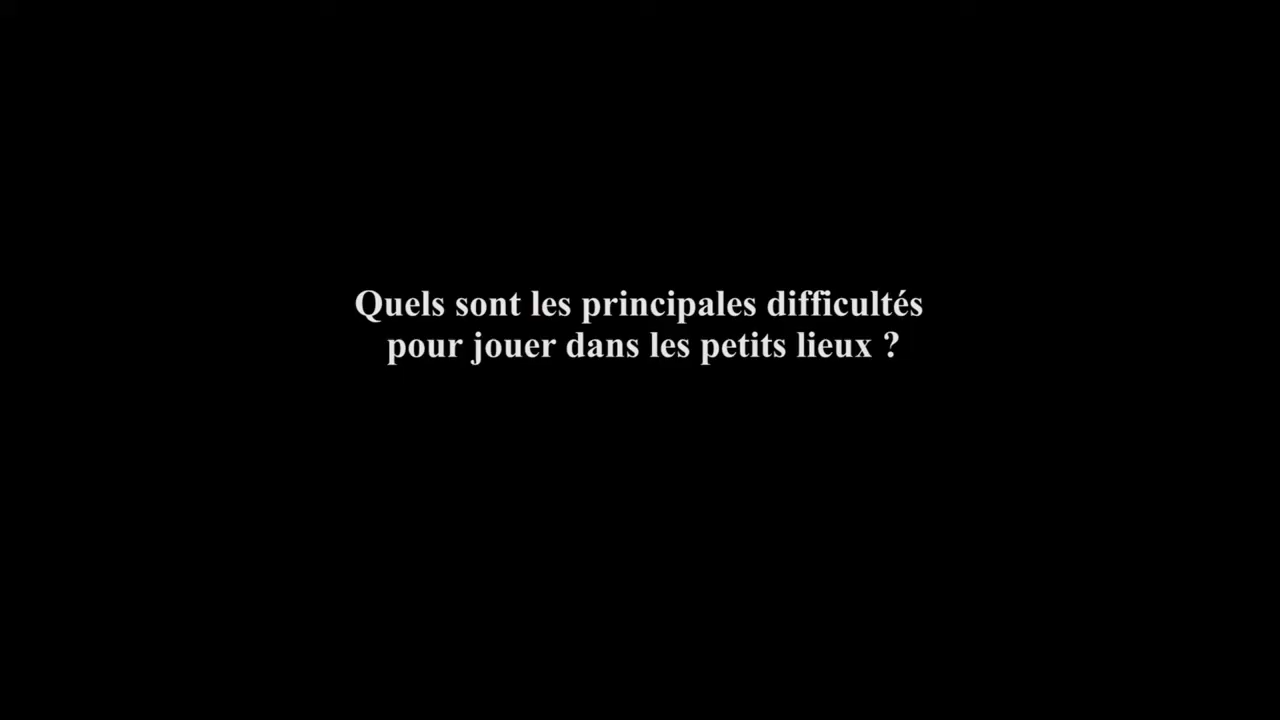 Quels sont les principales difficultés
pour jouer dans les petits lieux ?